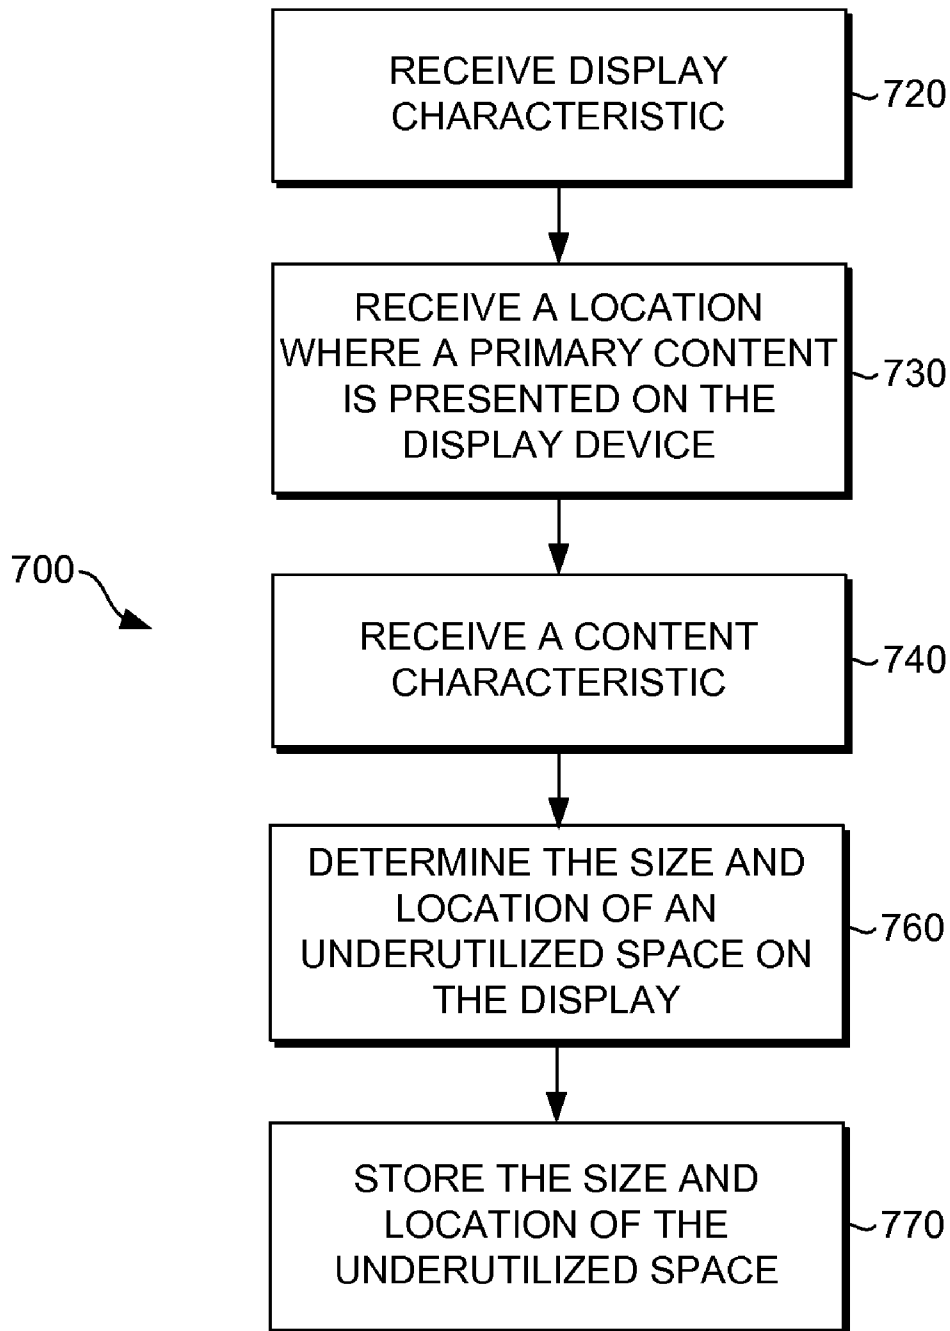 RECEIVE DISPLAY
CHARACTERISTIC
720
RECEIVE A LOCATION
WHERE A PRIMARY CONTENT
IS PRESENTED ON THE
DISPLAY DEVICE
730
700
RECEIVE A CONTENT
CHARACTERISTIC
740
DETERMINE THE SIZE AND
LOCATION OF AN
UNDERUTILIZED SPACE ON
THE DISPLAY
760
STORE THE SIZE AND
LOCATION OF THE
UNDERUTILIZED SPACE
770